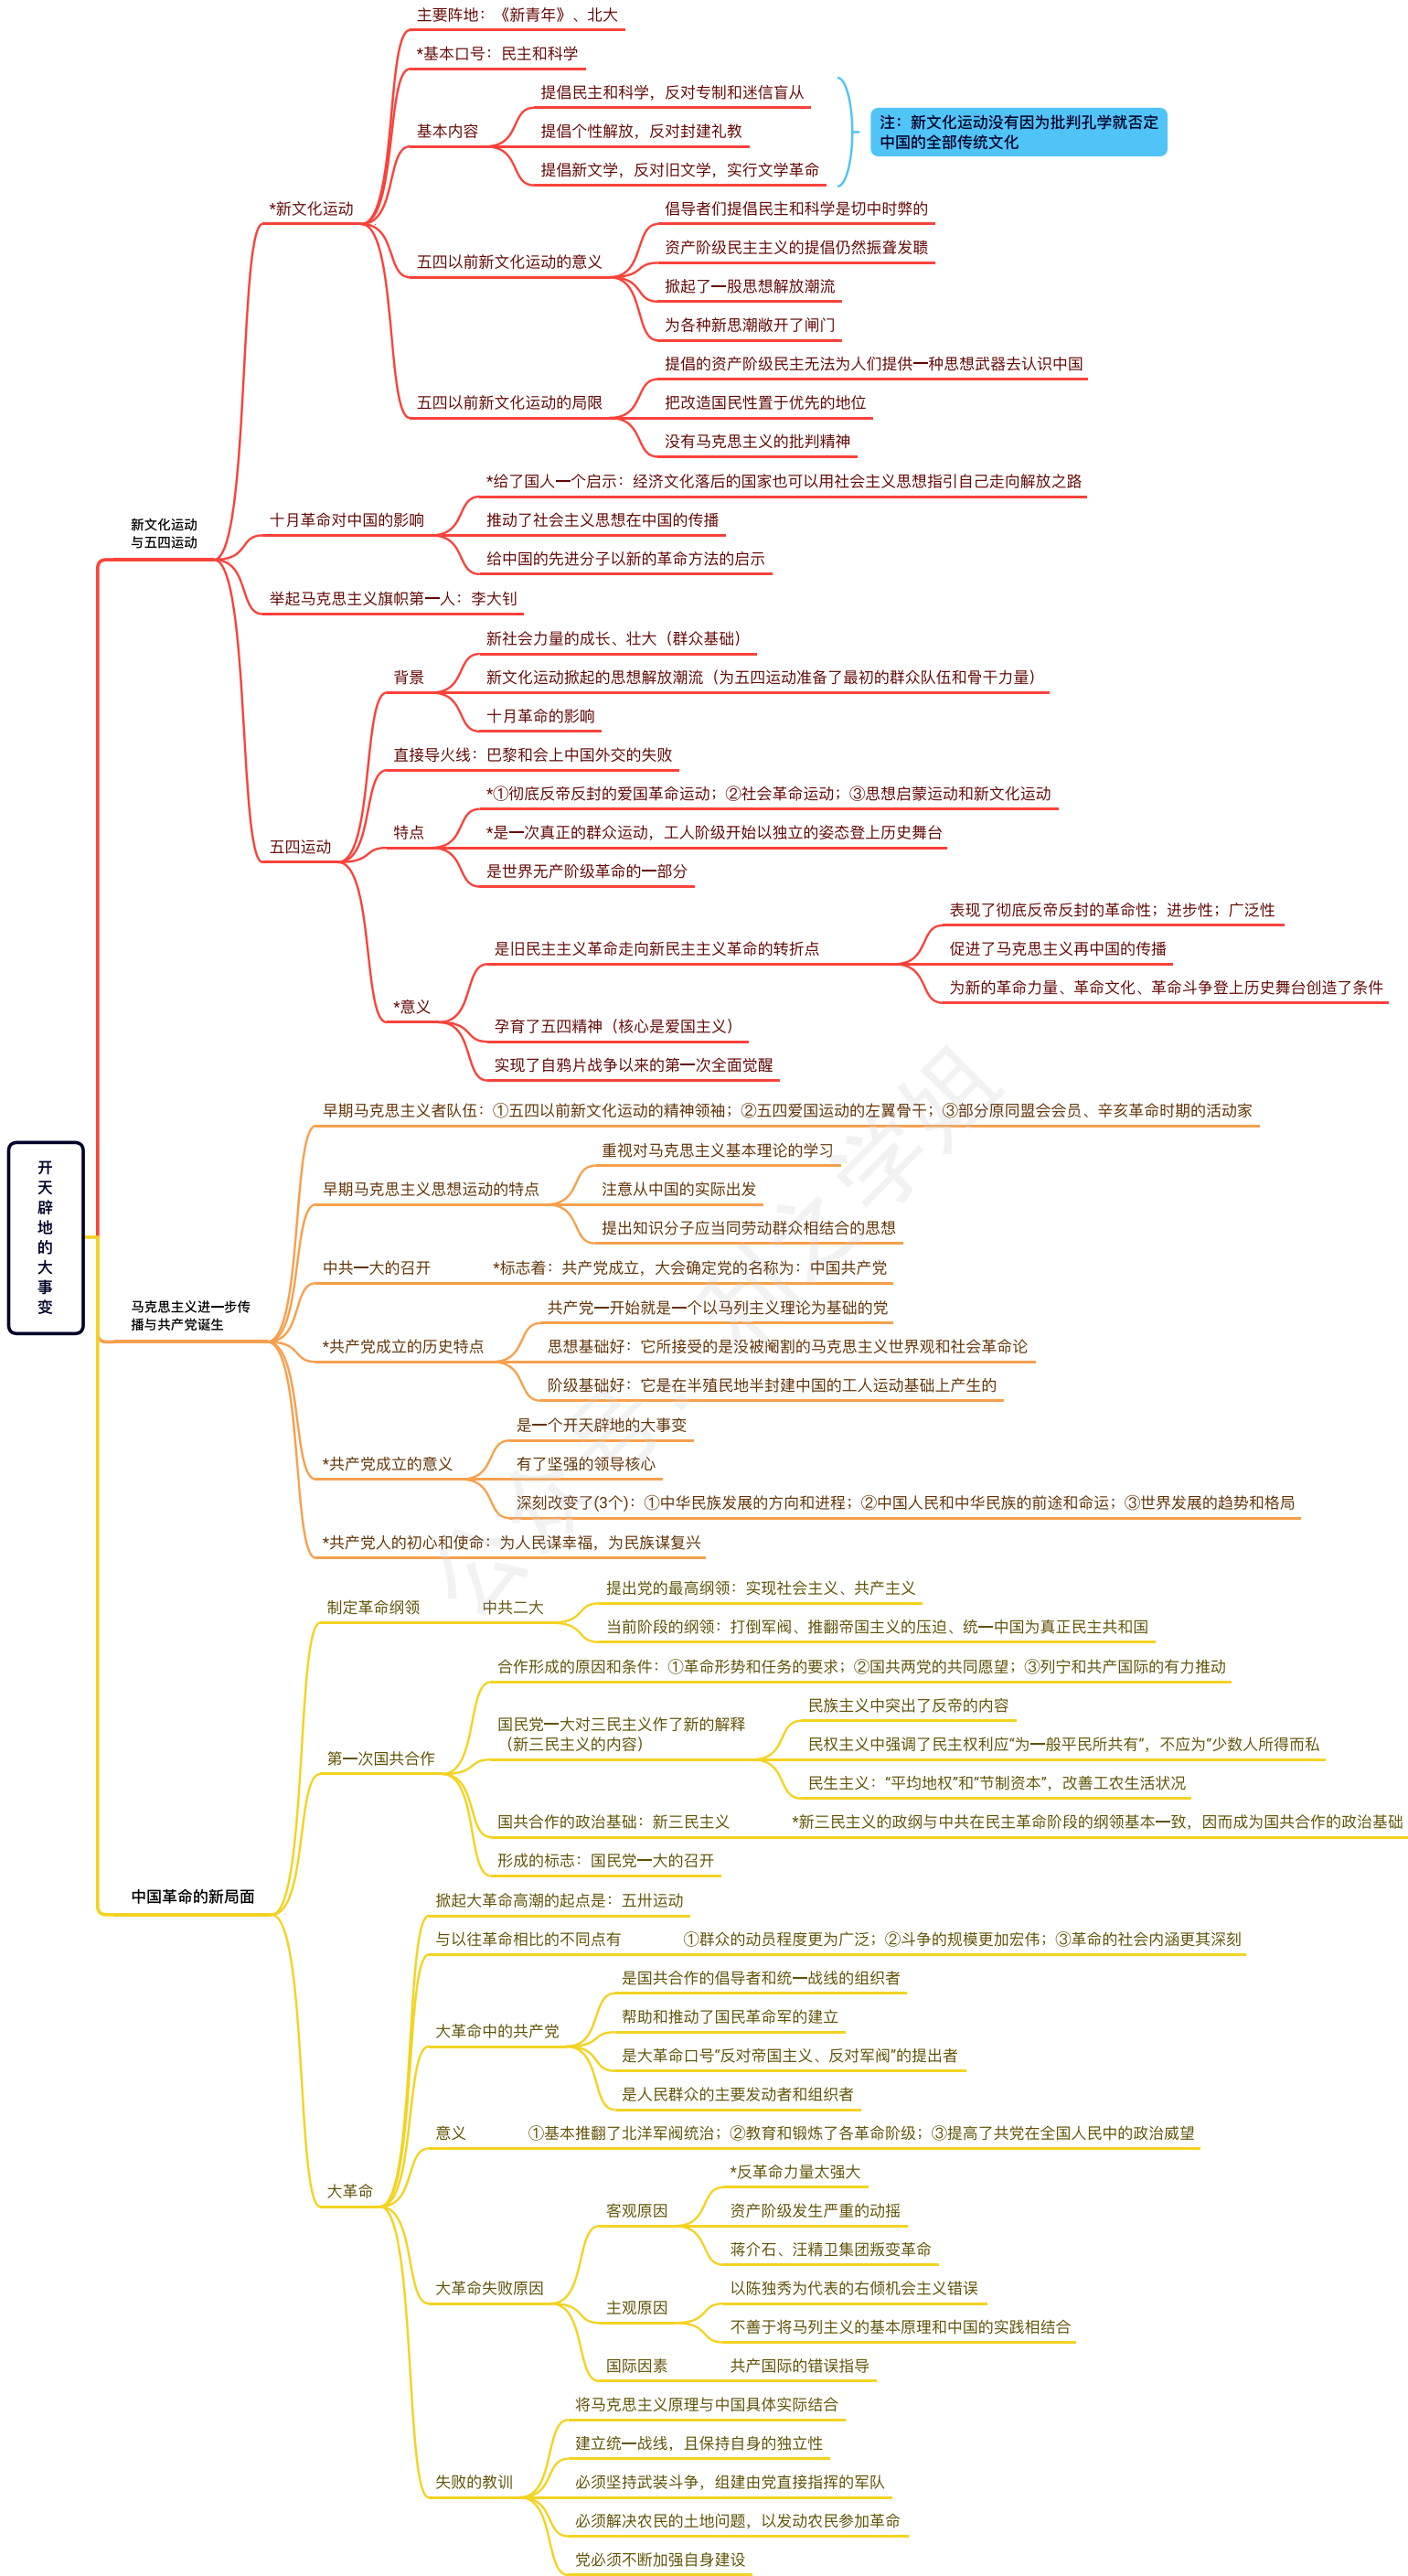 主要阵地：《新青年》、北大
*基本口号：民主和科学
提倡民主和科学，反对专制和迷信盲从
基本内容
提倡个性解放，反对封建礼教
提倡新文学，反对旧文学，实行文学革命
注：新文化运动没有因为批判孔学就否定
中国的全部传统文化
*新文化运动
倡导者们提倡民主和科学是切中时弊的
资产阶级民主主义的提倡仍然振聋发聩
五四以前新文化运动的意义
掀起了一股思想解放潮流
为各种新思潮敞开了闸门
提倡的资产阶级民主无法为人们提供一种思想武器去认识中国
五四以前新文化运动的局限
把改造国民性置于优先的地位
没有马克思主义的批判精神
新文化运动
与五四运动
*给了国人一个启示：经济文化落后的国家也可以用社会主义思想指引自己走向解放之路
十月革命对中国的影响
推动了社会主义思想在中国的传播
给中国的先进分子以新的革命方法的启示
举起马克思主义旗帜第一人：李大钊
新社会力量的成长、壮大（群众基础）
背景
新文化运动掀起的思想解放潮流（为五四运动准备了最初的群众队伍和骨干力量）
十月革命的影响
直接导火线：巴黎和会上中国外交的失败
*①彻底反帝反封的爱国革命运动；②社会革命运动；③思想启蒙运动和新文化运动
特点
*是一次真正的群众运动，工人阶级开始以独立的姿态登上历史舞台
是世界无产阶级革命的一部分
五四运动
表现了彻底反帝反封的革命性；进步性；广泛性
是旧民主主义革命走向新民主主义革命的转折点
促进了马克思主义再中国的传播
为新的革命力量、革命文化、革命斗争登上历史舞台创造了条件
*意义
孕育了五四精神（核心是爱国主义）
实现了自鸦片战争以来的第一次全面觉醒
开
天
辟
地
的
大
事
变
早期马克思主义者队伍：①五四以前新文化运动的精神领袖；②五四爱国运动的左翼骨干；③部分原同盟会会员、辛亥革命时期的活动家
重视对马克思主义基本理论的学习
早期马克思主义思想运动的特点
注意从中国的实际出发
提出知识分子应当同劳动群众相结合的思想
中共一大的召开
*标志着：共产党成立，大会确定党的名称为：中国共产党
马克思主义进一步传
播与共产党诞生
共产党一开始就是一个以马列主义理论为基础的党
*共产党成立的历史特点
思想基础好：它所接受的是没被阉割的马克思主义世界观和社会革命论
阶级基础好：它是在半殖民地半封建中国的工人运动基础上产生的
是一个开天辟地的大事变
*共产党成立的意义
有了坚强的领导核心
深刻改变了(3个)：①中华民族发展的方向和进程；②中国人民和中华民族的前途和命运；③世界发展的趋势和格局
*共产党人的初心和使命：为人民谋幸福，为民族谋复兴
制定革命纲领
中共二大
提出党的最高纲领：实现社会主义、共产主义
当前阶段的纲领：打倒军阀、推翻帝国主义的压迫、统一中国为真正民主共和国
合作形成的原因和条件：①革命形势和任务的要求；②国共两党的共同愿望；③列宁和共产国际的有力推动
国民党一大对三民主义作了新的解释
（新三民主义的内容）
民族主义中突出了反帝的内容
民权主义中强调了民主权利应“为一般平民所共有”，不应为“少数人所得而私
民生主义：“平均地权”和“节制资本”，改善工农生活状况
第一次国共合作
国共合作的政治基础：新三民主义
*新三民主义的政纲与中共在民主革命阶段的纲领基本一致，因而成为国共合作的政治基础
形成的标志：国民党一大的召开
中国革命的新局面
掀起大革命高潮的起点是：五卅运动
与以往革命相比的不同点有
①群众的动员程度更为广泛；②斗争的规模更加宏伟；③革命的社会内涵更其深刻
是国共合作的倡导者和统一战线的组织者
大革命中的共产党
帮助和推动了国民革命军的建立
是大革命口号“反对帝国主义、反对军阀”的提出者
是人民群众的主要发动者和组织者
意义
①基本推翻了北洋军阀统治；②教育和锻炼了各革命阶级；③提高了共党在全国人民中的政治威望
大革命
*反革命力量太强大
客观原因
资产阶级发生严重的动摇
蒋介石、汪精卫集团叛变革命
大革命失败原因
以陈独秀为代表的右倾机会主义错误
主观原因
不善于将马列主义的基本原理和中国的实践相结合
国际因素
共产国际的错误指导
将马克思主义原理与中国具体实际结合
建立统一战线，且保持自身的独立性
失败的教训
必须坚持武装斗争，组建由党直接指挥的军队
必须解决农民的土地问题，以发动农民参加革命
党必须不断加强自身建设